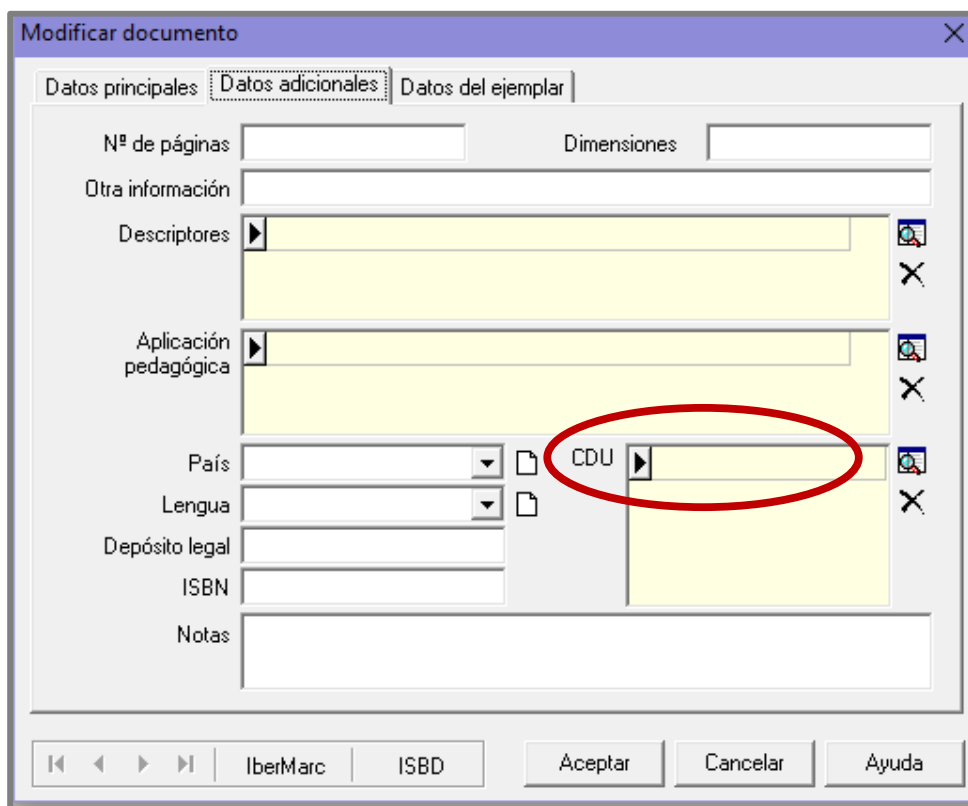 Modificar documento
Datos principales Datos adicionales Datos del ejemplar
Nº de páginas Dimensiones
Otra información
Descriptores
Aplicación
pedagógica
País CDU
Lengua
Depósito legal
ISBN
Notas
IberMarc ISBD Aceptar Cancelar Ayuda